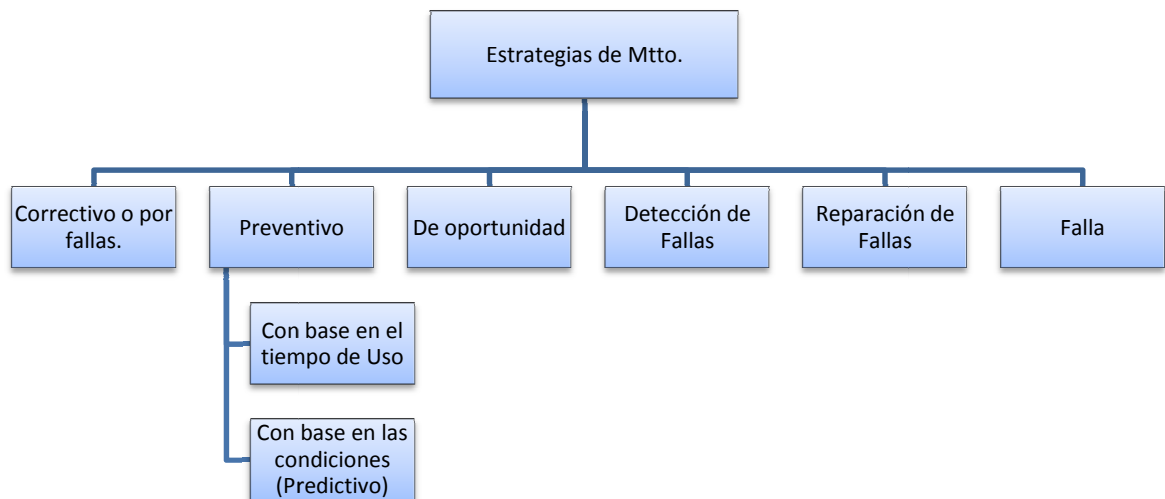 Estrategias de Mtto.
Correctivo o por
fallas.
Preventivo
De oportunidad
Detección de
Fallas
Reparación de
Fallas
Falla
Con base en el
tiempo de Uso
Con base en las
condiciones
(Predictivo)